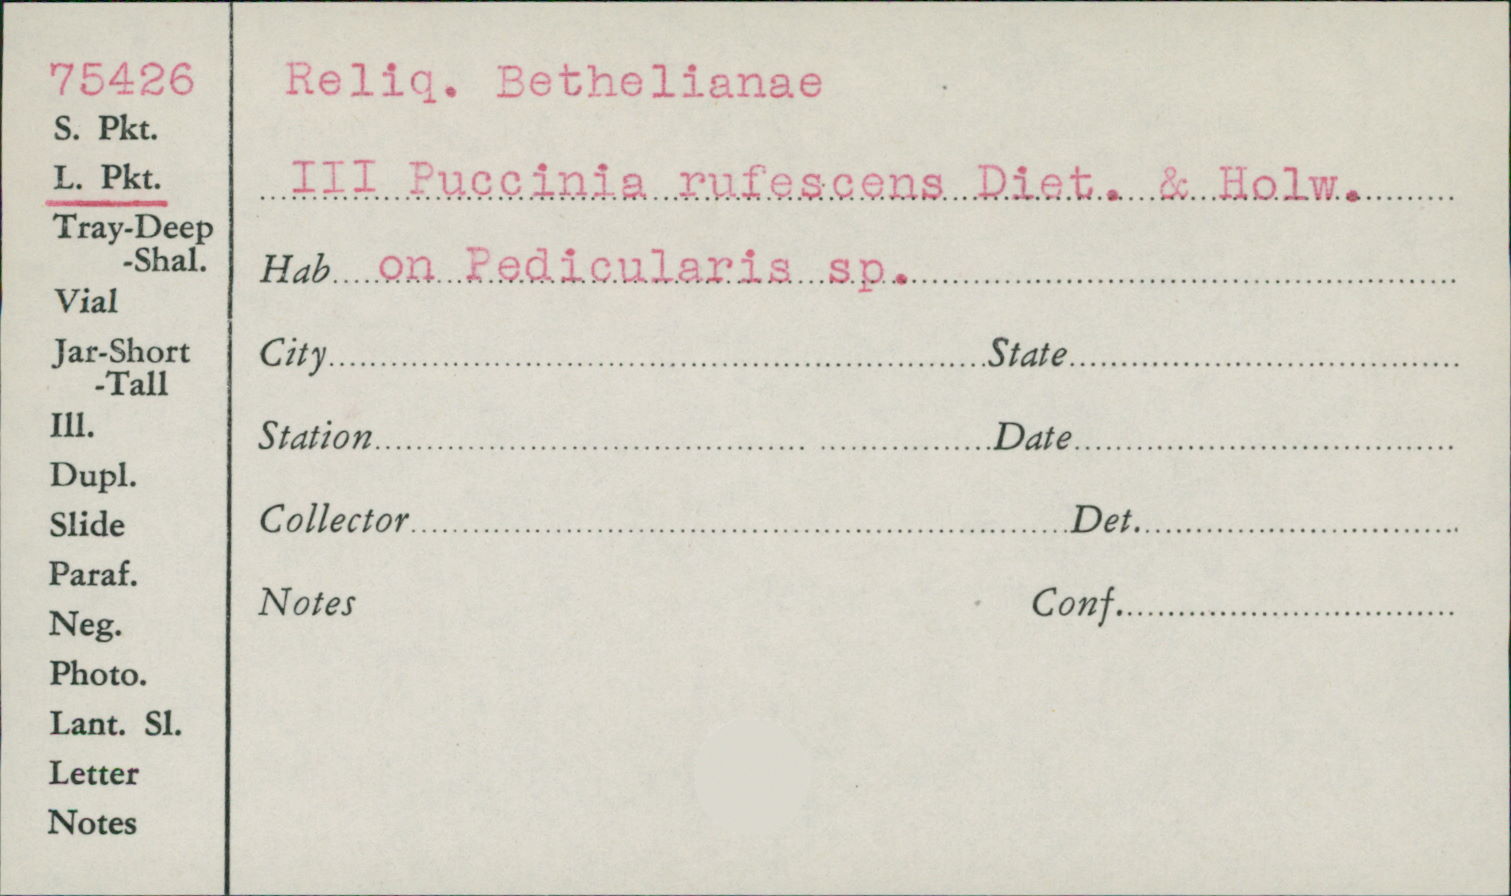 75426
S. Pkt.
L. Pkt.
Tray-Deep
-Shal.
Vial
Jar-Short
-Tall
Ill.
Dupl.
Slide
Paraf.
Neg.
Photo.
Lant. Sl.
Letter
Notes
Reliq. Bethelianae
III Puccinia rufescens Diet. & Holw.
Hab on Pedicularis sp.
City State
Station Date
Collector Det.
Notes Conf.